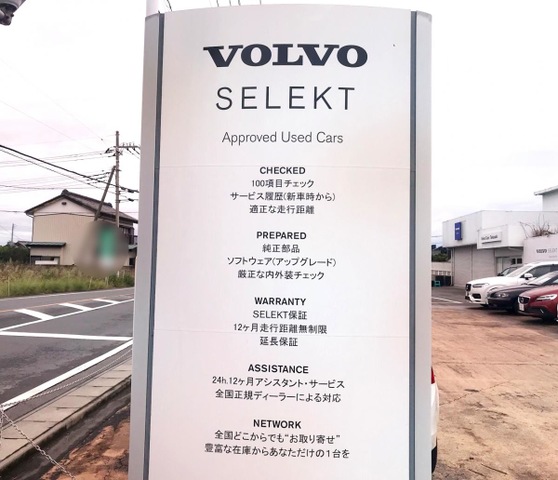 VOLVO
SELEKT
Approved Used Cars
CHECKED
100項目チェック
サービス履歴(新車時から)
適正な走行距離
PREPARED
純正部品
ソフトウェア(アップグレード)
厳正な内外装チェック
WARRANTY
SELEKT保証
12ヶ月走行距離無制限
延長保証
ASSISTANCE
24h.12ヶ月アシスタント・サービス
全国正規ディーラーによる対応
NETWORK
全国どこからでも“お取り寄せ”
豊富な在庫からあなただけの1台を